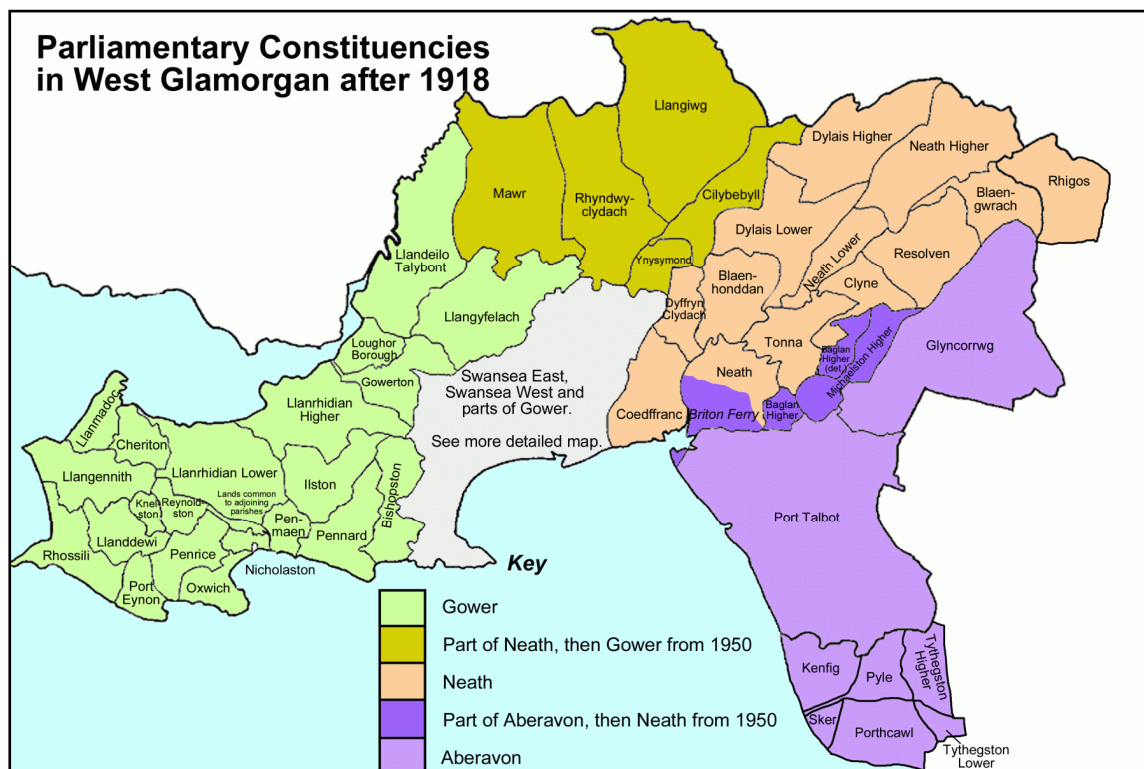 Parliamentary Constituencies
in West Glamorgan after 1918
Llangiwg
Dylais Higher
Neath Higher
Rhigos
Mawr
Rhyndwy-
clydach
Cilybebyll
Blaen-
gwrach
Dylais Lower
Llandeilo
Talybont
Ynysymond
Neath Lower
Resolven
Blaen-
honddan
Clyne
Llangyfelach
Dyffryn
Clydach
Loughor
Borough
Tonna
Baglan
Higher
(det.)
Michaelston Higher
Glyncorrwg
Gowerton
Swansea East,
Swansea West and
parts of Gower.
See more detailed map.
Neath
Llanrhidian
Higher
Coedffranc
Briton Ferry
Baglan
Higher
Llanmadoc
Cheriton
Llangennith
Llanrhidian Lower
Ilston
Bishopston
Lands common
to adjoining
parishes
Knel-
ston
Reynold-
ston
Pen-
maen
Pennard
Port Talbot
Rhossili
Llanddewi
Penrice
Nicholaston
Port
Eynon
Oxwich
Key
Gower
Part of Neath, then Gower from 1950
Neath
Part of Aberavon, then Neath from 1950
Aberavon
Kenfig
Pyle
Tythegston
Higher
Sker
Porthcawl
Tythegston
Lower